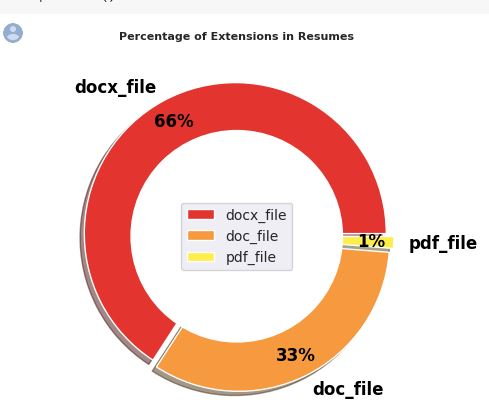 Percentage of Extensions in Resumes
docx_file
66%
docx_file
doc_file
pdf_file
1%
pdf_file
33%
doc_file